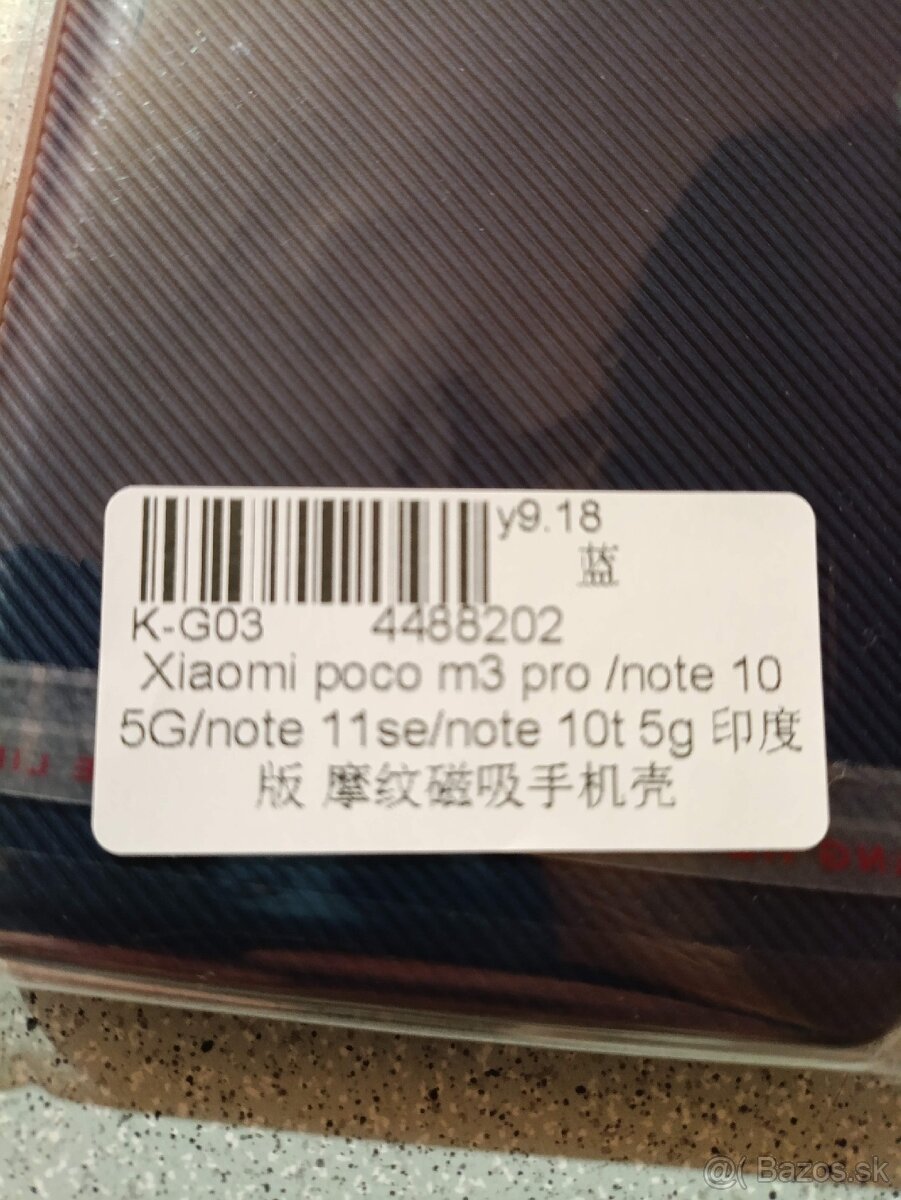 y9.18
蓝
K-G03 4488202
Xiaomi poco m3 pro /note 10
5G/note 11se/note 10t 5g 印度
版 摩纹磁吸手机壳
@( Bazos.sk